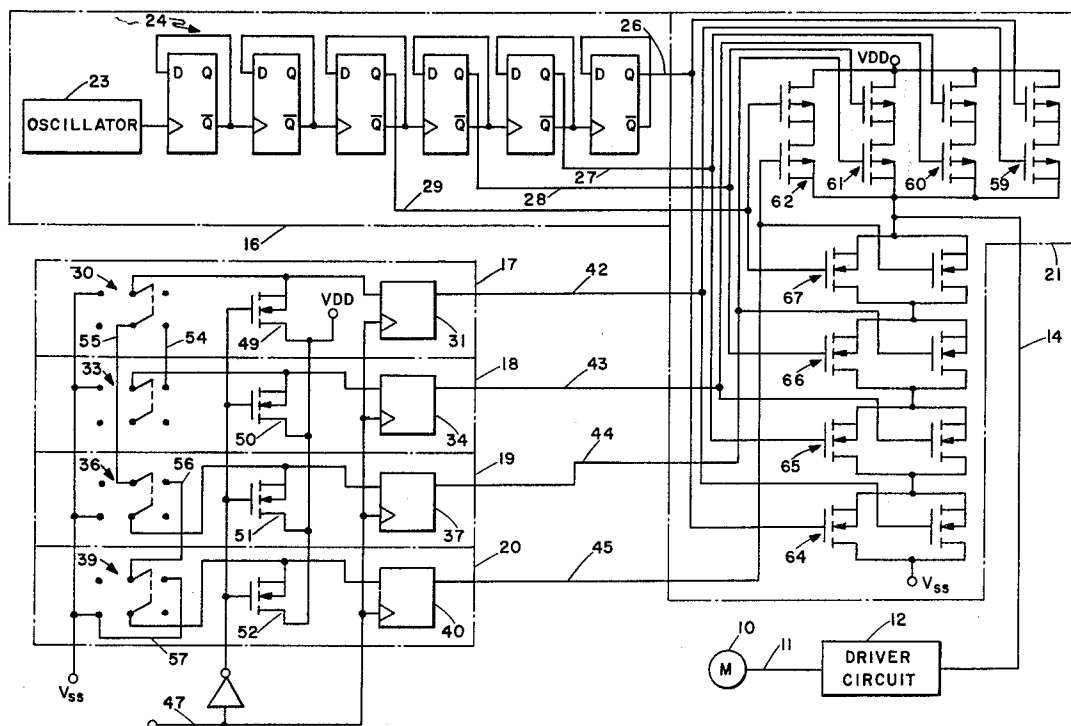 24
26
23
OSCILLATOR
D Q
Q̅
D Q
Q̅
D Q
Q̅
D Q
Q̅
D Q
Q̅
D Q
Q̅
VDD
62
61
60
59
27
28
29
16
21
30
17
42
VDD
49
31
67
55
54
33
18
43
66
14
50
34
36
56
19
44
65
51
37
64
39
20
45
VSS
52
40
57
10
11
12
M
DRIVER
CIRCUIT
VSS
47